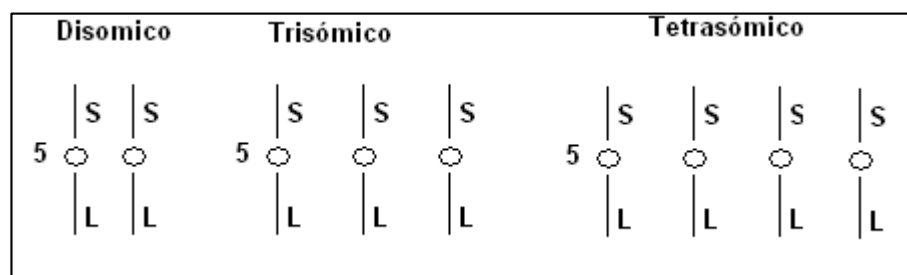 Disomico Trisómico Tetrasómico
S S S S S S S S S
5 5 5
L L L L L L L L L